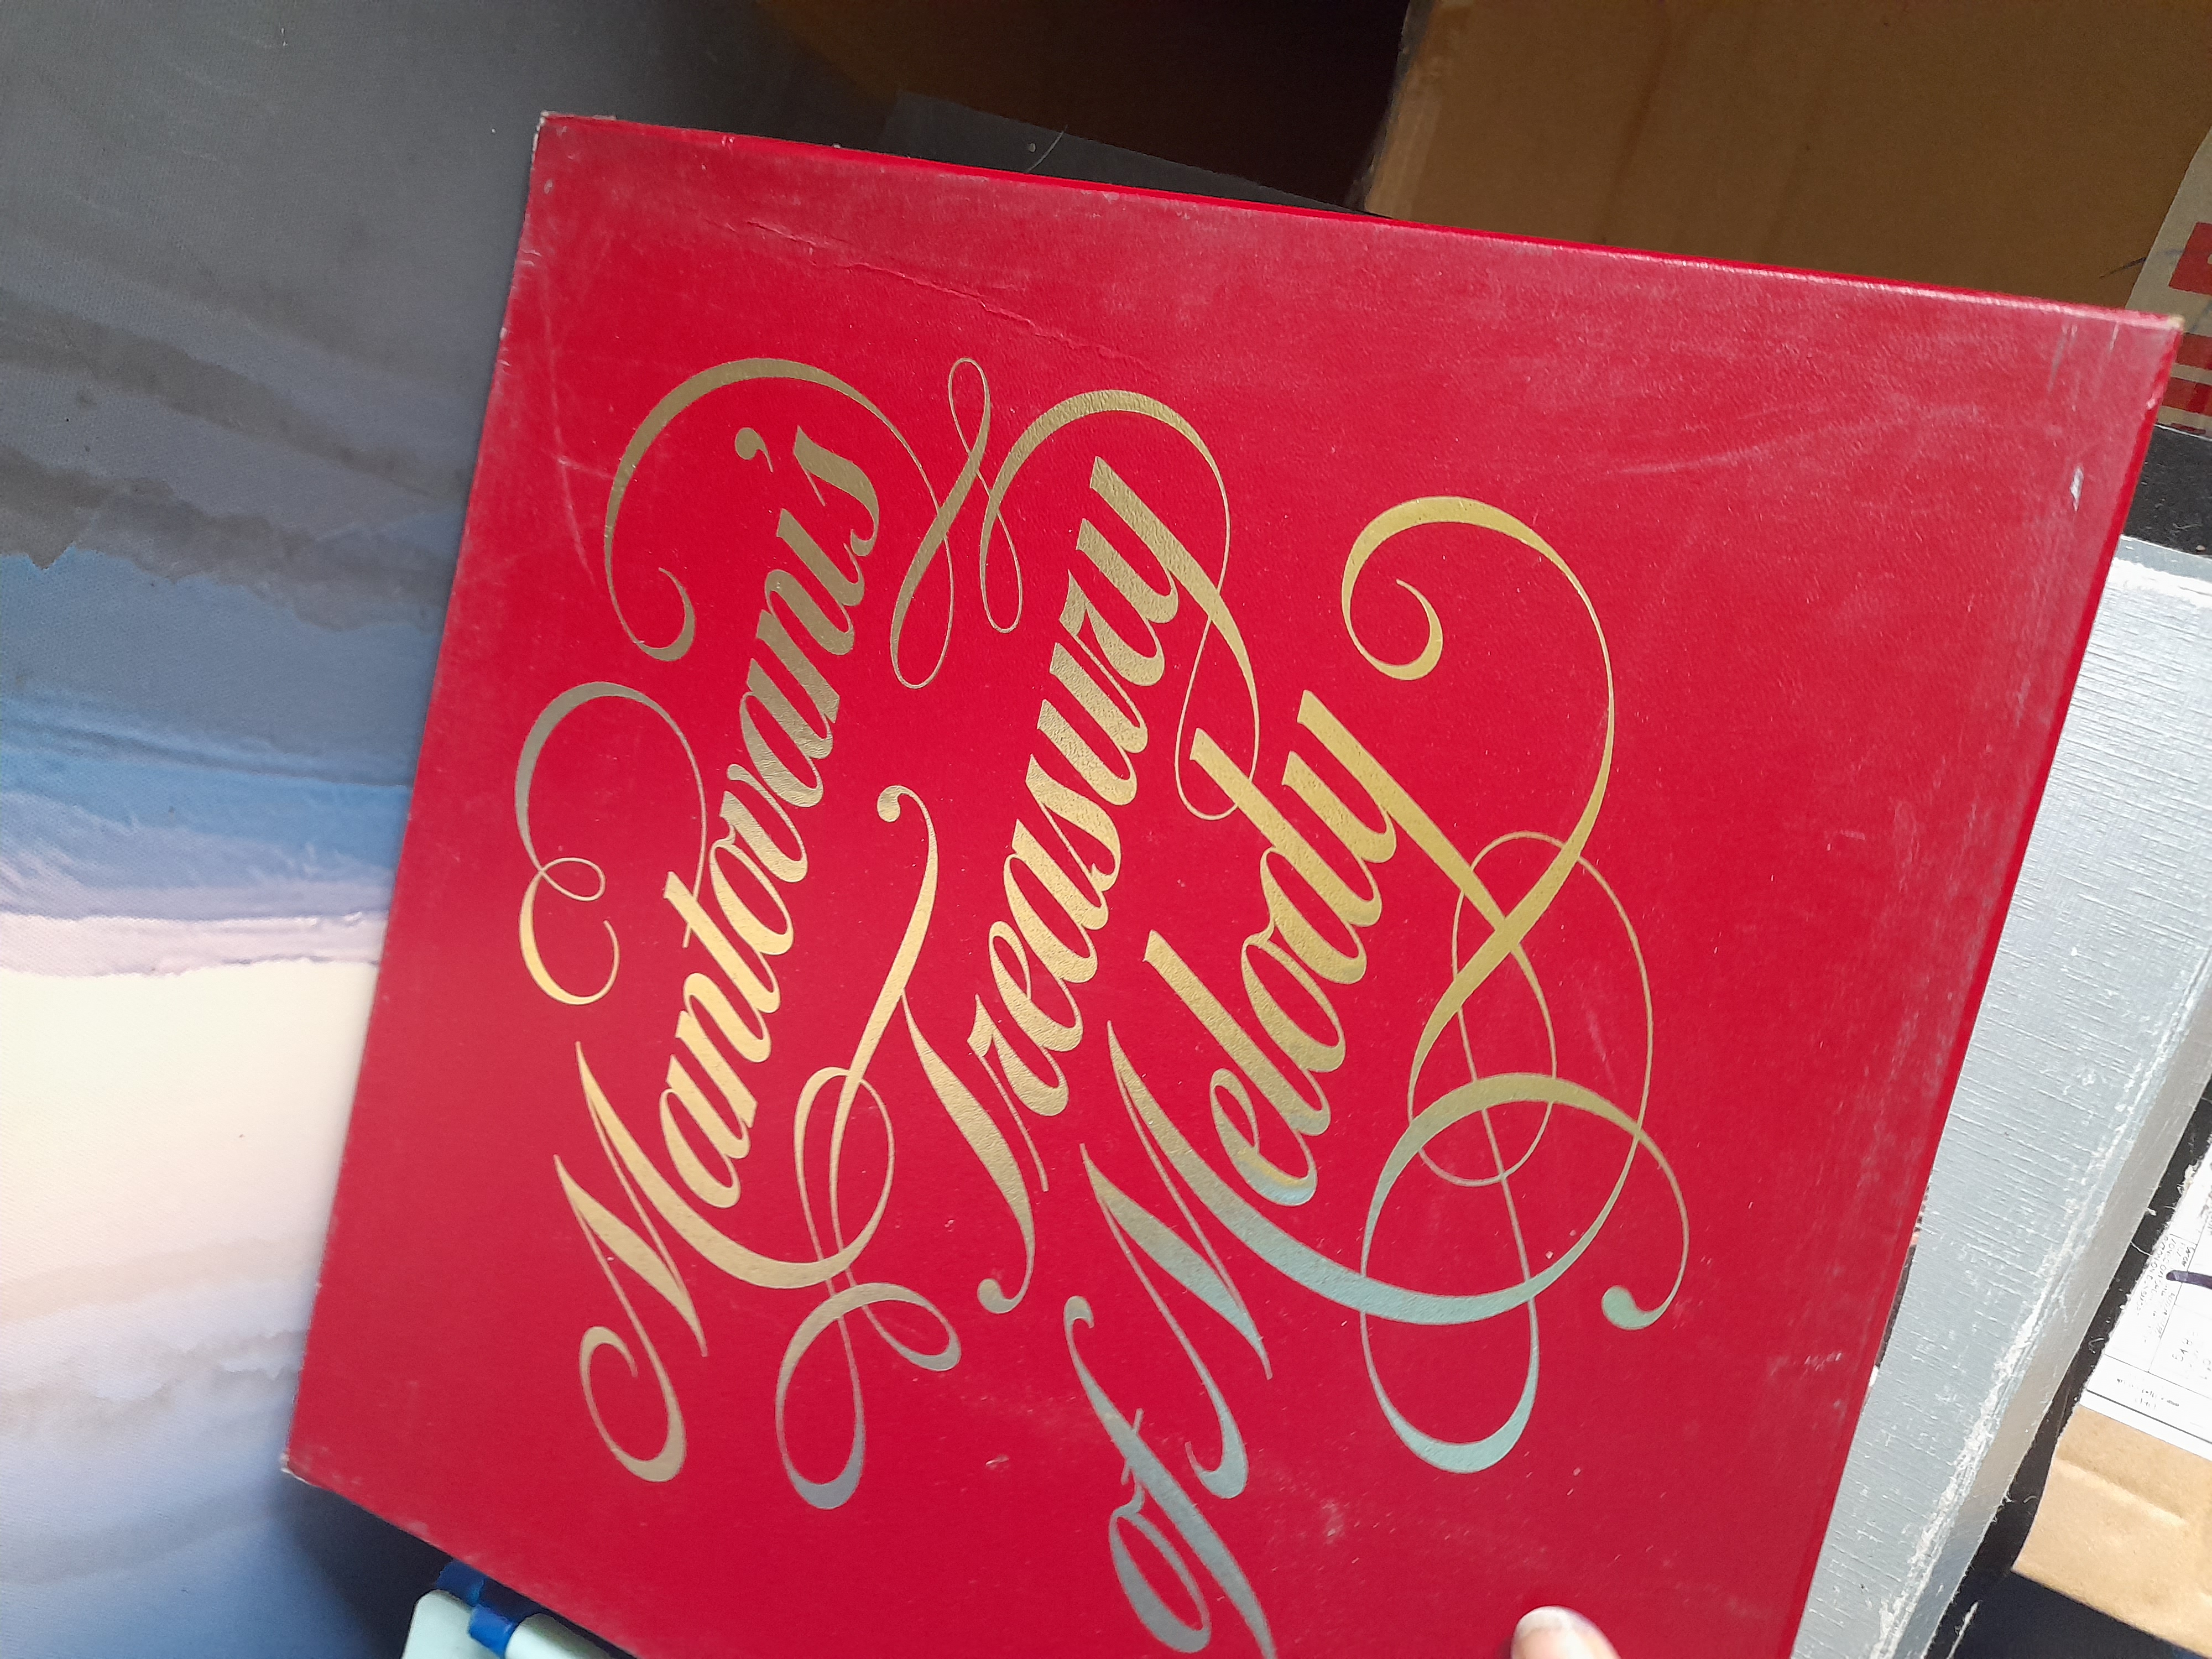 Mantovani's
Treasury
of Melody